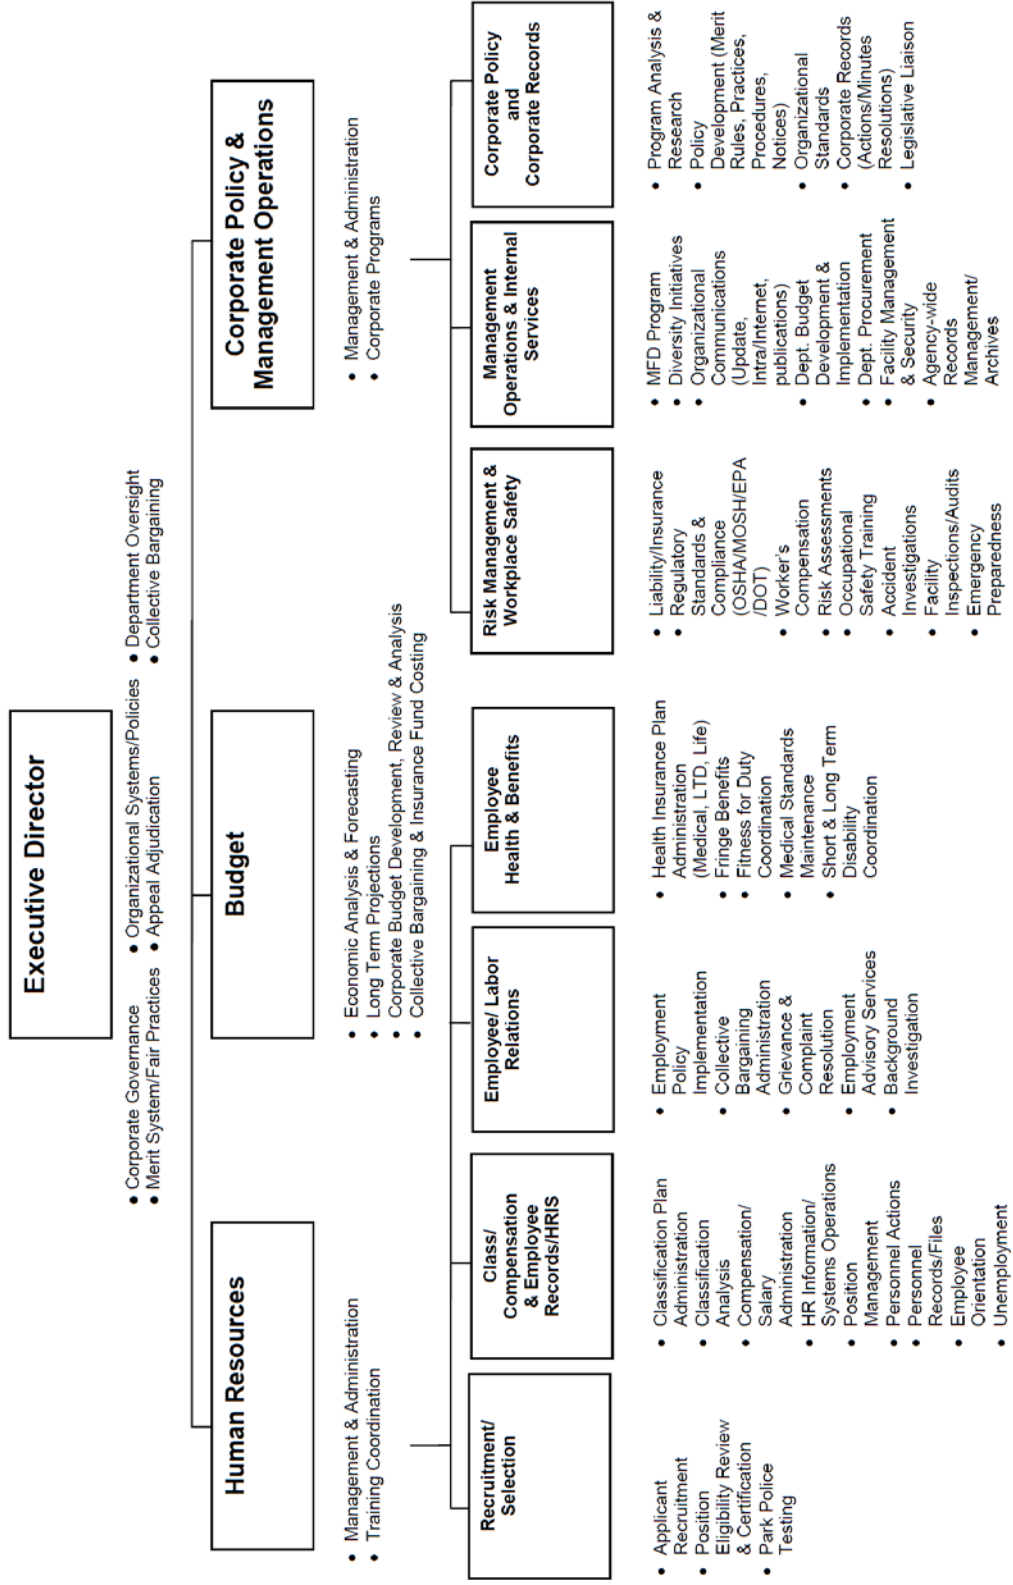 Executive Director
● Corporate Governance
● Merit System/Fair Practices
● Organizational Systems/Policies
● Appeal Adjudication
● Department Oversight
● Collective Bargaining
Human Resources
● Management & Administration
● Training Coordination
Budget
● Economic Analysis & Forecasting
● Long Term Projections
● Corporate Budget Development, Review & Analysis
● Collective Bargaining & Insurance Fund Costing
Corporate Policy &
Management Operations
● Management & Administration
● Corporate Programs
Recruitment/
Selection
● Applicant
Recruitment
● Position
Eligibility Review
& Certification
● Park Police
Testing
Class/
Compensation
& Employee
Records/HRIS
● Classification Plan
Administration
● Classification
Analysis
● Compensation/
Salary
Administration
● HR Information/
Systems Operations
● Position
Management
● Personnel Actions
● Personnel
Records/Files
● Employee
Orientation
● Unemployment
Employee/ Labor
Relations
● Employment
Policy
Implementation
● Collective
Bargaining
Administration
● Grievance &
Complaint
Resolution
● Employment
Advisory Services
● Background
Investigation
Employee
Health & Benefits
● Health Insurance Plan
Administration
(Medical, LTD, Life)
● Fringe Benefits
● Fitness for Duty
Coordination
● Medical Standards
Maintenance
● Short & Long Term
Disability
Coordination
Risk Management &
Workplace Safety
● Liability/Insurance
● Regulatory
Standards &
Compliance
(OSHA/MOSH/EPA
/DOT)
● Worker's
Compensation
● Risk Assessments
● Occupational
Safety Training
● Accident
Investigations
● Facility
Inspections/Audits
● Emergency
Preparedness
Management
Operations & Internal
Services
● MFD Program
● Diversity Initiatives
● Organizational
Communications
(Update,
Intra/Internet,
publications)
● Dept. Budget
Development &
Implementation
● Dept. Procurement
● Facility Management
& Security
● Agency-wide
Records
Management/
Archives
Corporate Policy
and
Corporate Records
● Program Analysis &
Research
● Policy
Development (Merit
Rules, Practices,
Procedures,
Notices)
● Organizational
Standards
● Corporate Records
(Actions/Minutes
Resolutions)
● Legislative Liaison